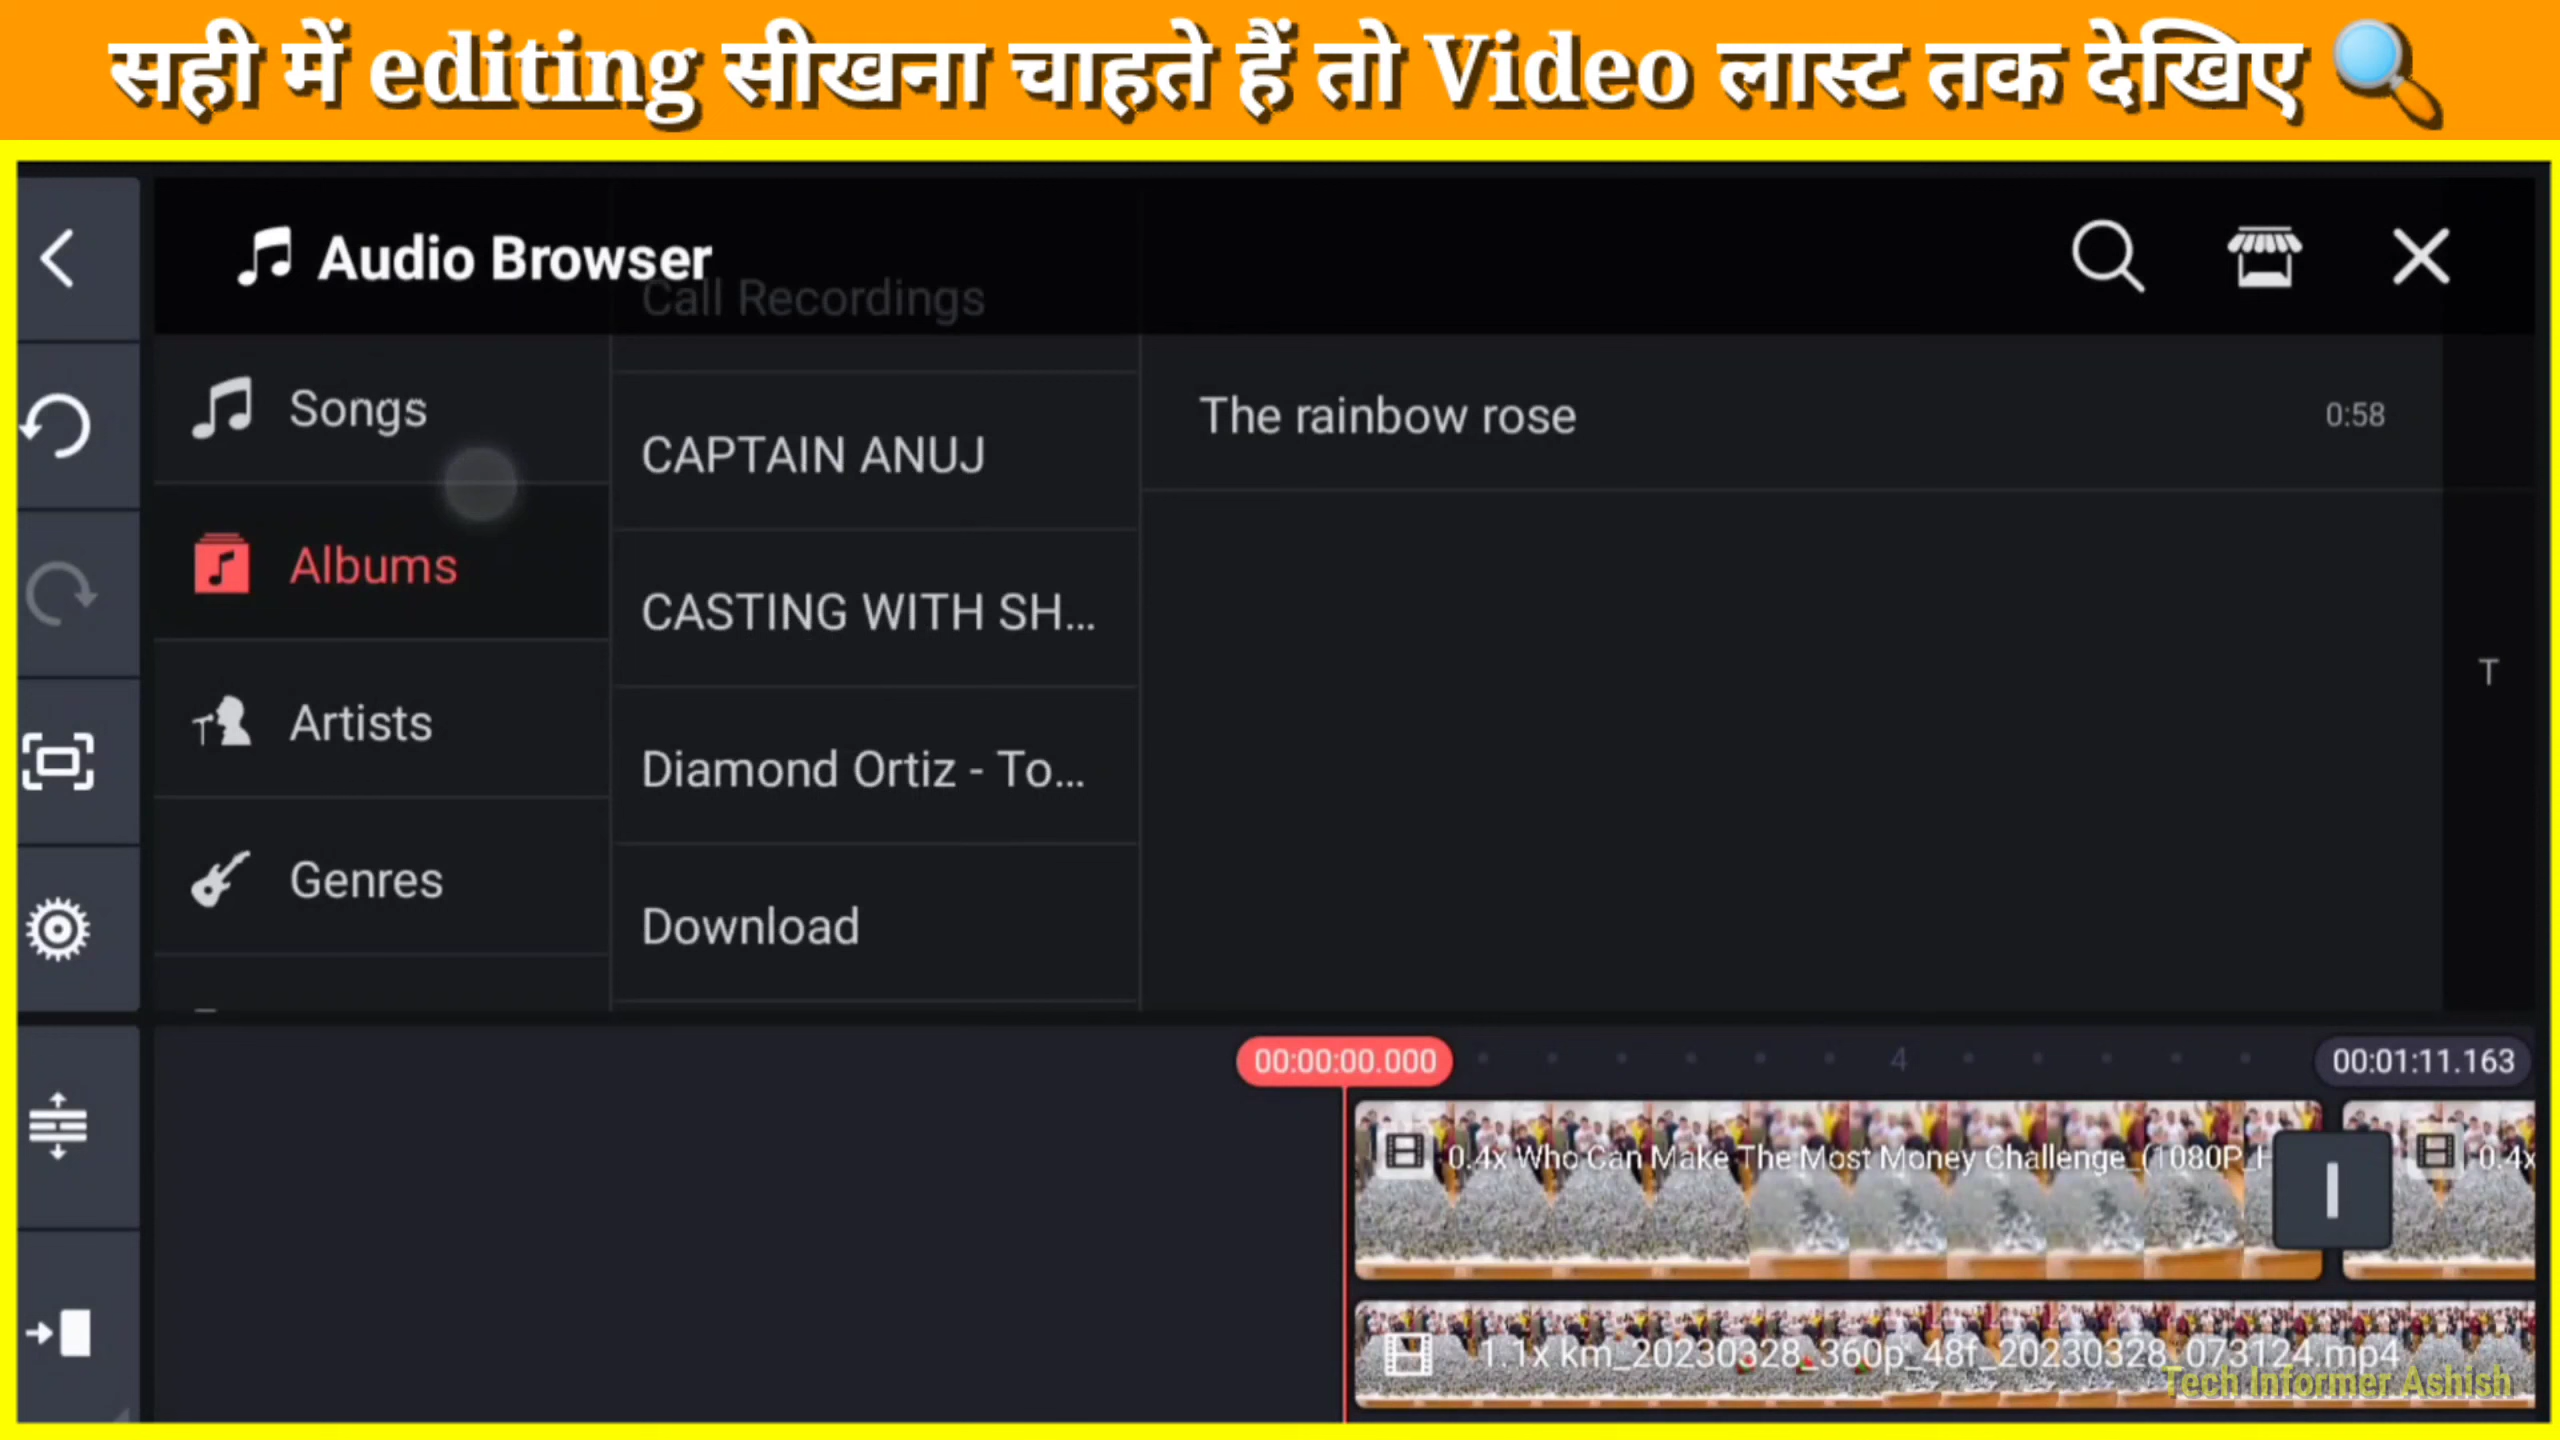 सही में editing सीखना चाहते हैं तो Video लास्ट तक देखिए
Audio Browser
Call Recordings
Songs
Albums
Artists
Genres
CAPTAIN ANUJ
CASTING WITH SH...
Diamond Ortiz - To...
Download
The rainbow rose 0:58
T
00:00:00.000 4 00:01:11.163
0.4x Who Can Make The Most Money Challenge_(1080P_H
0.4x
1.1x km_20230328_360p_48f_20230328_073124.mp4
Tech Informer Ashish